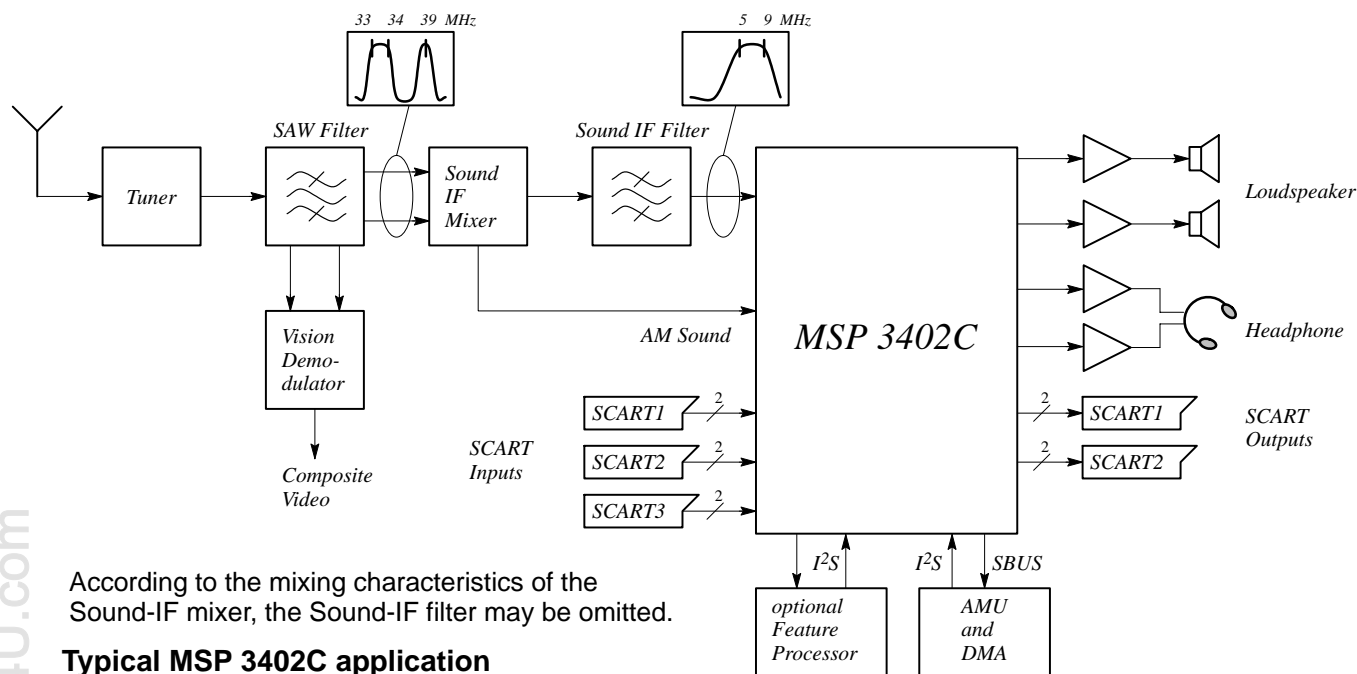 33 34 39 MHz
5 9 MHz
SAW Filter
Sound IF Filter
Tuner
Sound
IF
Mixer
Loudspeaker
Vision
Demo-
dulator
AM Sound
MSP 3402C
Headphone
Composite
Video
SCART
Inputs
SCART1
2
SCART2
2
SCART3
2
2
SCART1
2
SCART2
SCART
Outputs
I2S
I2S
SBUS
optional
Feature
Processor
AMU
and
DMA
According to the mixing characteristics of the
Sound-IF mixer, the Sound-IF filter may be omitted.
Typical MSP 3402C application
4U.com